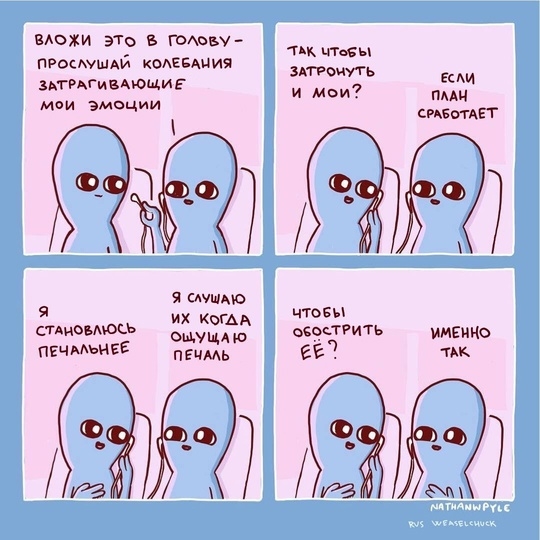 ВЛОЖИ ЭТО В ГОЛОВУ –
ПРОСЛУШАЙ КОЛЕБАНИЯ
ЗАТРАГИВАЮЩИЕ
МОИ ЭМОЦИИ
ТАК ЧТОБЫ
ЗАТРОНУТЬ
И МОИ?
ЕСЛИ
ПЛАН
СРАБОТАЕТ
Я
СТАНОВЛЮСЬ
ПЕЧАЛЬНЕЕ
Я СЛУШАЮ
ИХ КОГДА
ОЩУЩАЮ
ПЕЧАЛЬ
ЧТОБЫ
ОБОСТРИТЬ
ЕЁ?
ИМЕННО
ТАК
NATHANWPYLE
RUS WEASELCHUCK